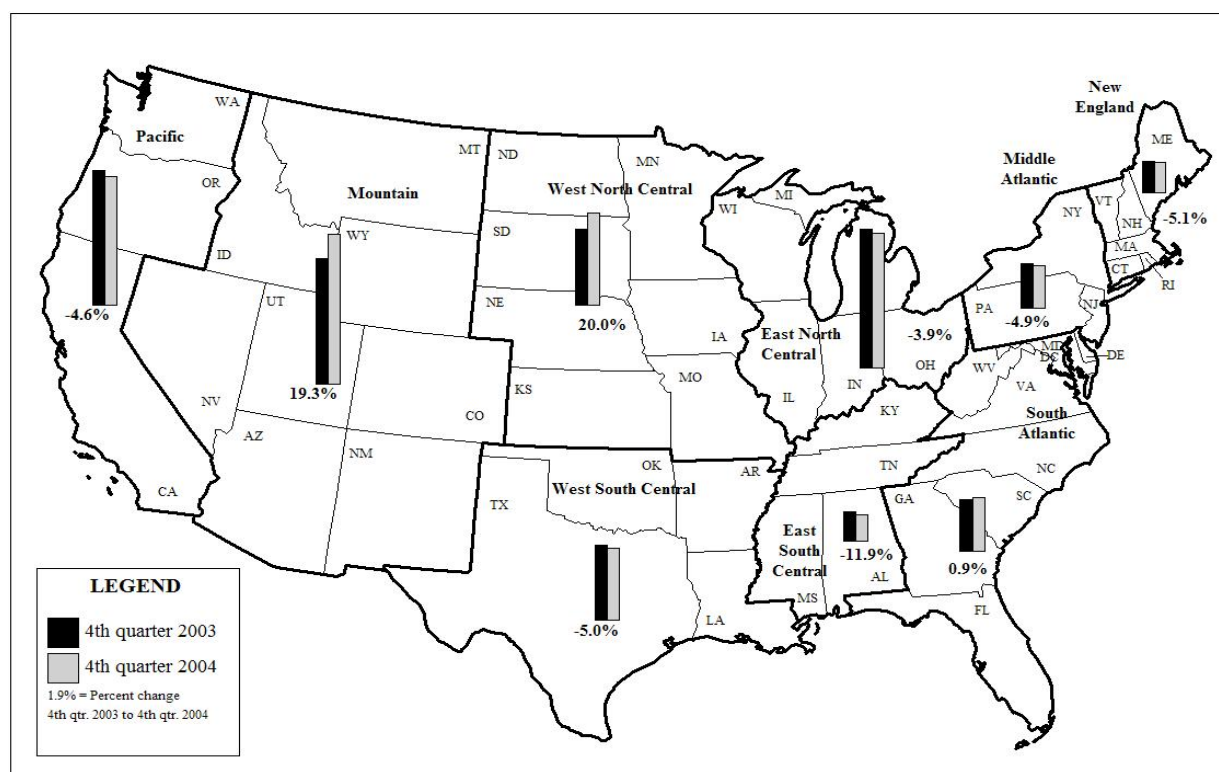 New
England
ME
WA
Pacific
Middle
Atlantic
MT
ND
MN
OR
Mountain
West North Central
WI
MI
NY
VT
NH
-5.1%
MA
CT
RI
ID
WY
SD
UT
NE
-4.6%
20.0%
IA
East North
Central
-3.9%
PA
-4.9%
NJ
OH
MD
DC
DE
WV
VA
NV
19.3%
CO
KS
MO
IL
IN
KY
South
Atlantic
AZ
NM
OK
AR
TN
NC
CA
West South Central
TX
GA
SC
East
South
Central
-11.9%
0.9%
MS
AL
FL
LA
-5.0%
LEGEND
4th quarter 2003
4th quarter 2004
1.9% = Percent change
4th qtr. 2003 to 4th qtr. 2004